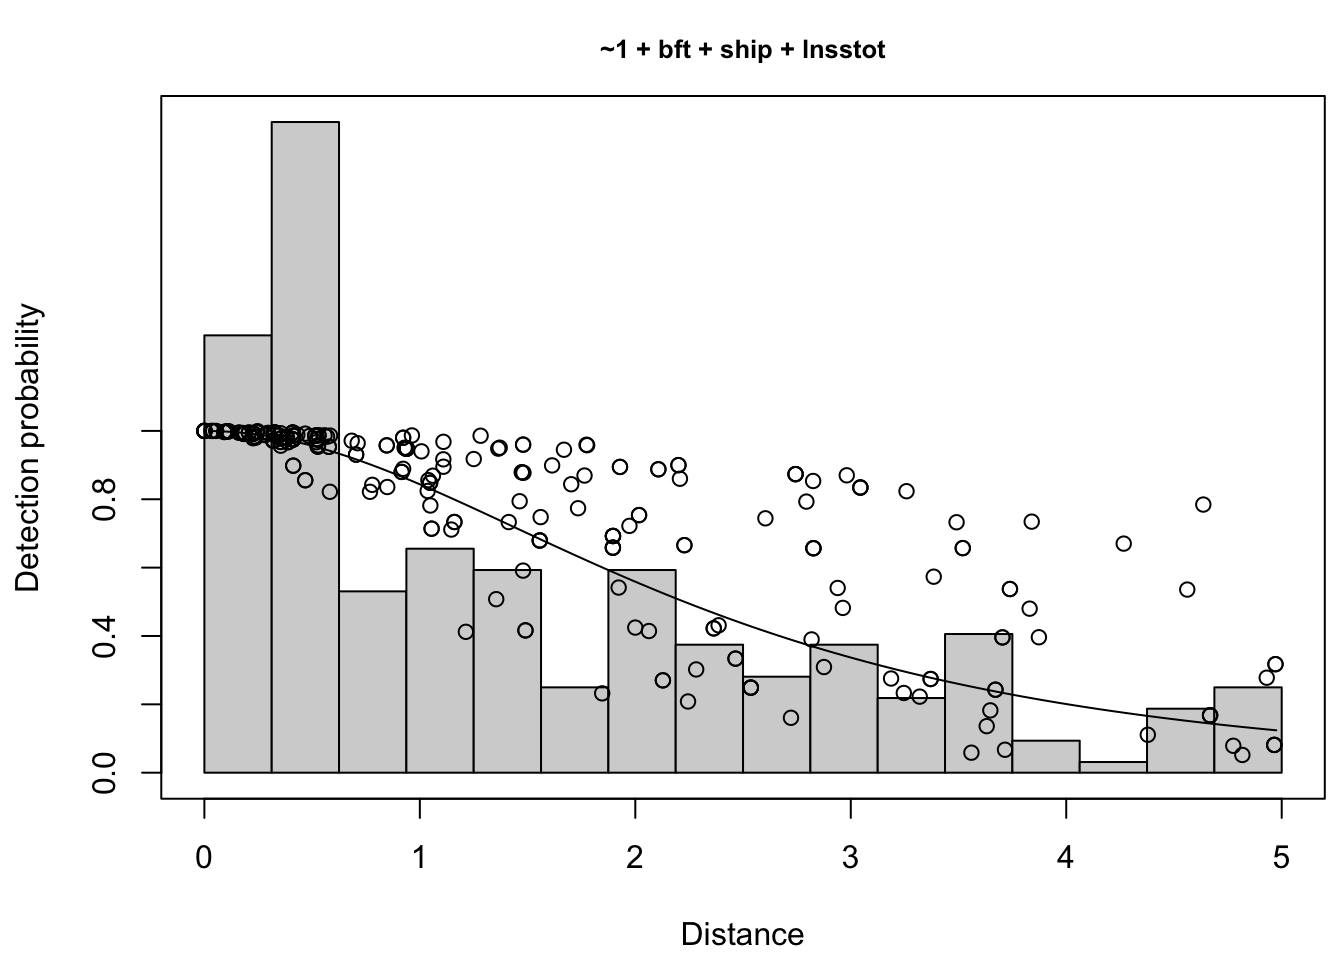 ~1 + bft + ship + lnsstot
Detection probability
0.8
0.4
0.0
0 1 2 3 4 5
Distance